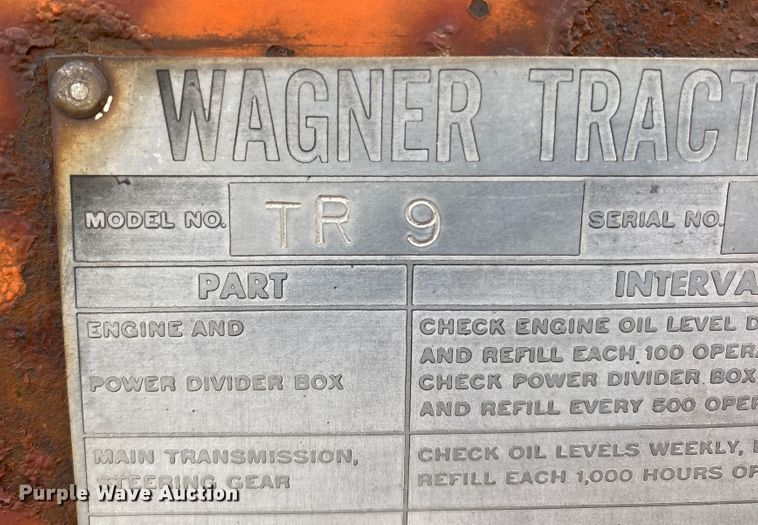 WAGNER TRACT
MODEL NO. TR 9 SERIAL NO.
PART INTERVA
ENGINE AND
POWER DIVIDER BOX
CHECK ENGINE OIL LEVEL D
AND REFILL EACH 100 OPER
CHECK POWER DIVIDER BOX
AND REFILL EVERY 500 OPER
MAIN TRANSMISSION,
STEERING GEAR
CHECK OIL LEVELS WEEKLY,
REFILL EACH 1,000 HOURS OF
Purple Wave Auction